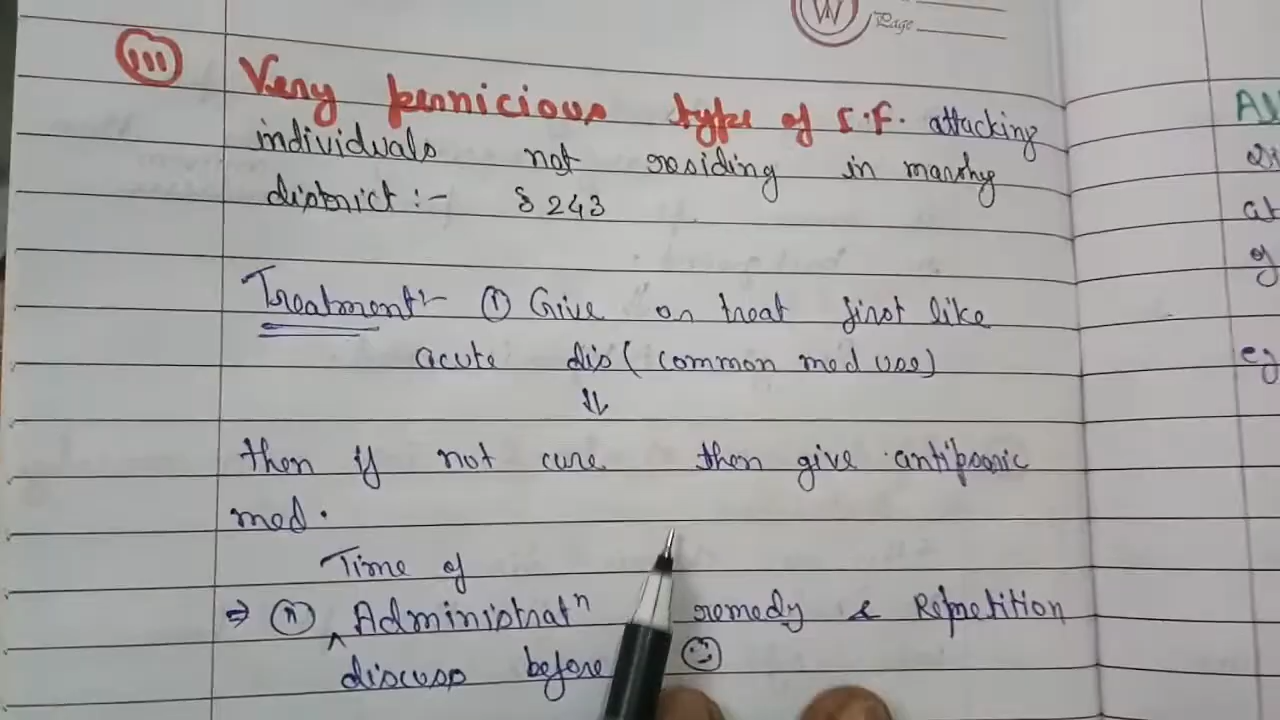 W
Page
(III) Very pernicious type of I.F. attacking
individuals not residing in marshy
district :- § 243
Treatment :- (I) Give or treat first like
acute dis (common med use)
then if not cure then give antipsoric
med.
Time of
⇒ (II) Administratⁿ remedy & Repetition
discuss before